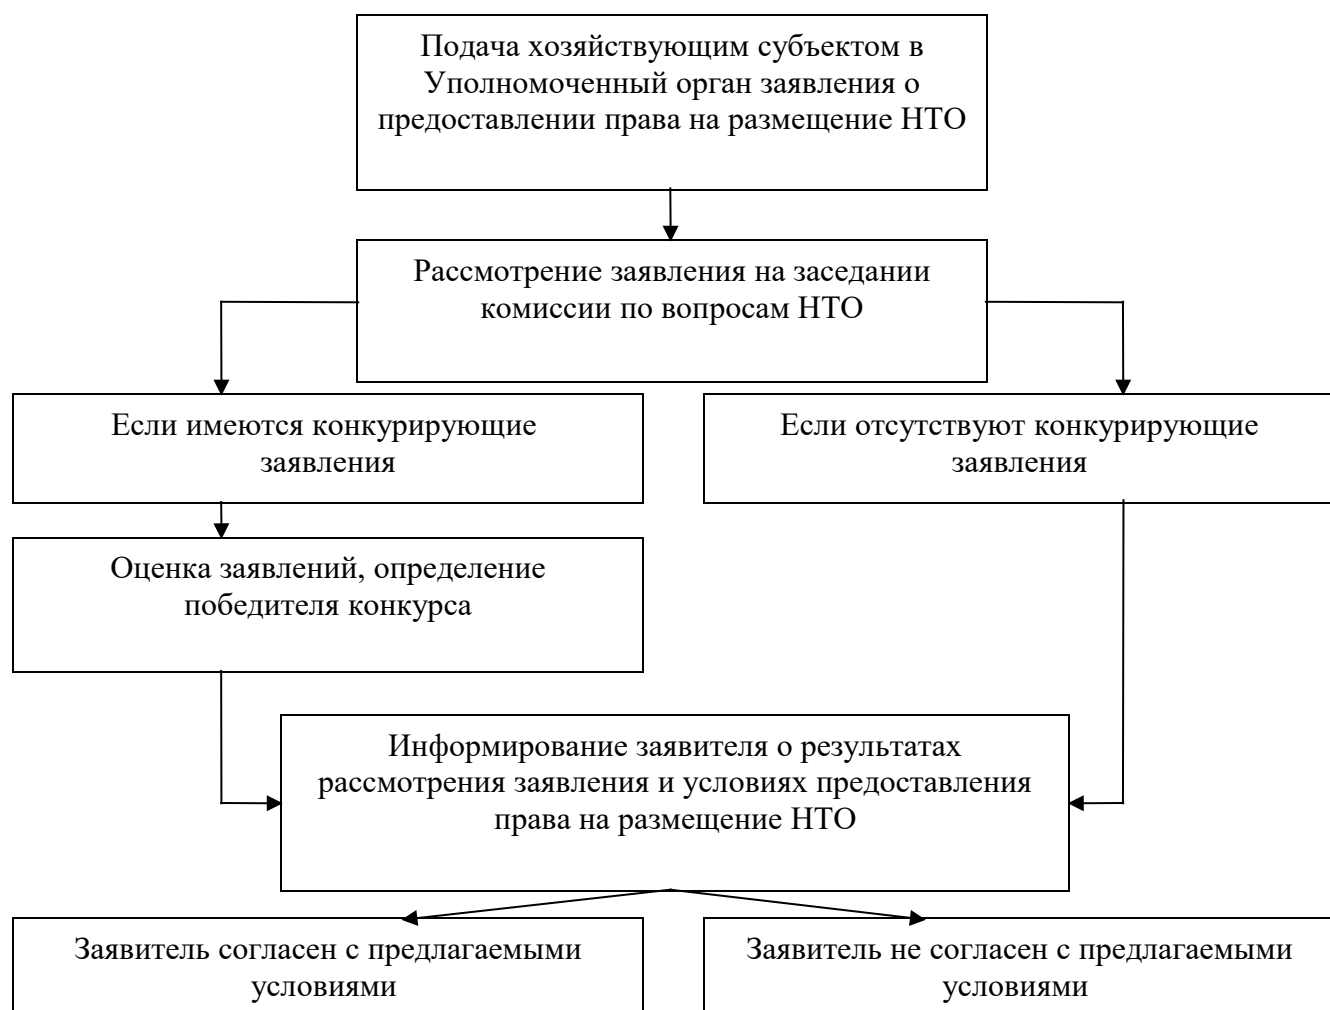 Подача хозяйствующим субъектом в
Уполномоченный орган заявления о
предоставлении права на размещение НТО
Рассмотрение заявления на заседании
комиссии по вопросам НТО
Если имеются конкурирующие
заявления
Если отсутствуют конкурирующие
заявления
Оценка заявлений, определение
победителя конкурса
Информирование заявителя о результатах
рассмотрения заявления и условиях предоставления
права на размещение НТО
Заявитель согласен с предлагаемыми
условиями
Заявитель не согласен с предлагаемыми
условиями